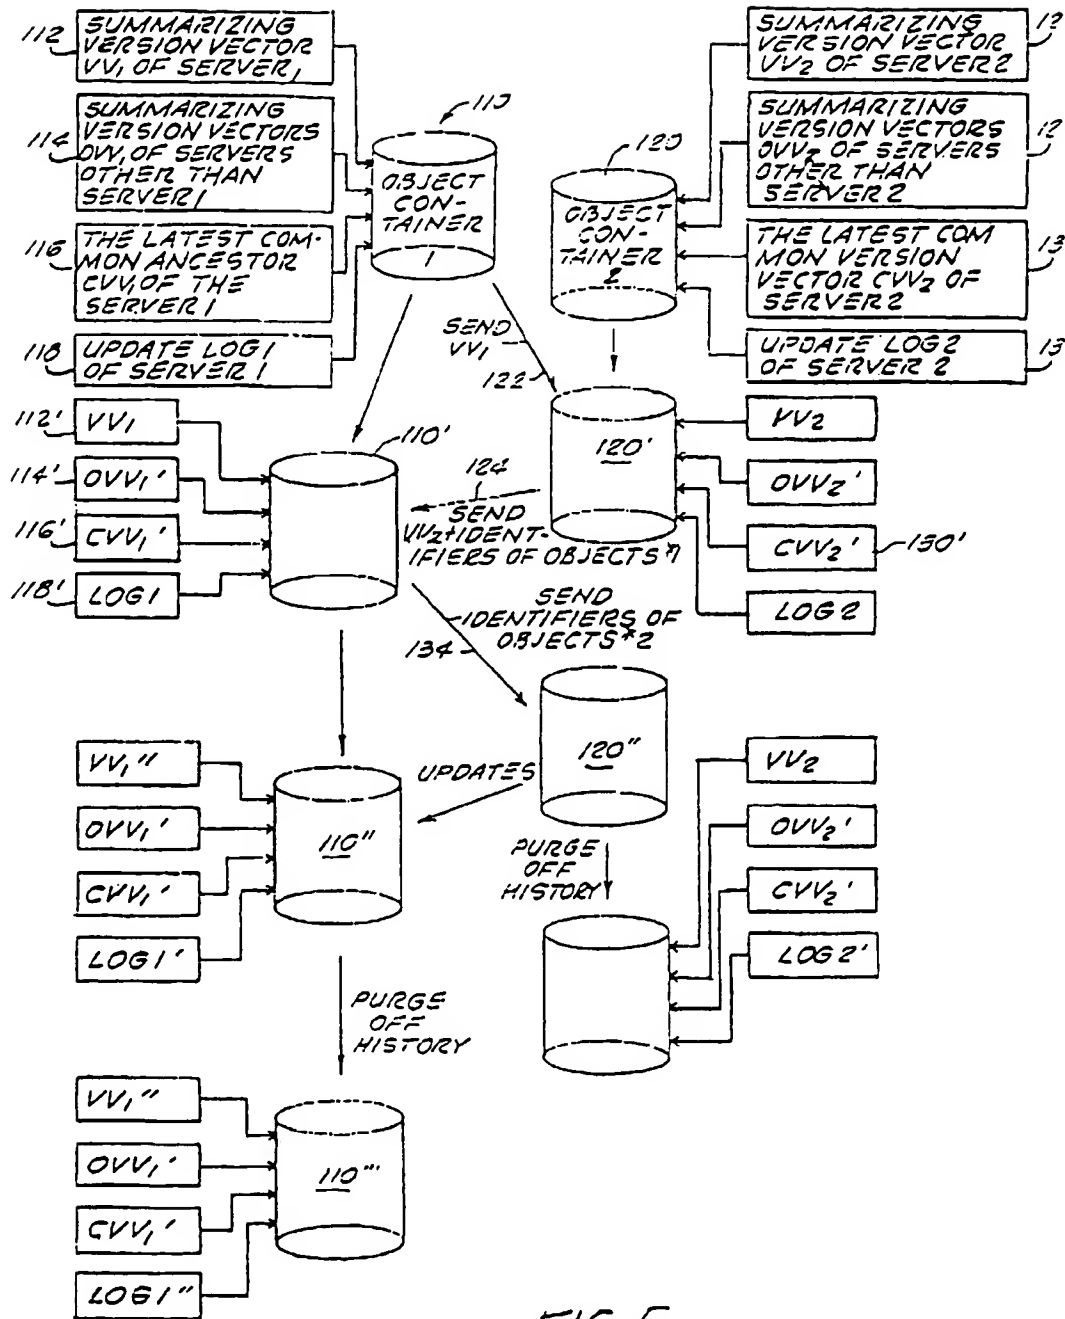 112
SUMMARIZING
VERSION VECTOR
VV1 OF SERVER1
114
SUMMARIZING
VERSION VECTORS
OVV1 OF SERVERS
OTHER THAN
SERVER1
116
THE LATEST COM-
MON ANCESTOR
CVV1 OF THE
SERVER1
118
UPDATE LOG1
OF SERVER1
110
OBJECT
CON-
TAINER
1
120
OBJECT
CON-
TAINER
2
SUMMARIZING
VERSION VECTOR
VV2 OF SERVER2
12
SUMMARIZING
VERSION VECTORS
OVV2 OF SERVERS
OTHER THAN
SERVER2
12
THE LATEST COM
MON VERSION
VECTOR CVV2 OF
SERVER2
13
UPDATE LOG2
OF SERVER 2
13
SEND
VV1
122
112'
VV1
114'
OVV1'
116'
CVV1'
118'
LOG1
110'
120'
VV2
OVV2'
CVV2'
130'
LOG2
124
SEND
VV2+IDENT-
IFIERS OF OBJECTS*1
SEND
IDENTIFIERS OF
OBJECTS*2
134
120"
VV1"
OVV1'
CVV1'
LOG1'
110"
UPDATES
PURGE
OFF
HISTORY
VV2
OVV2'
CVV2'
LOG2'
PURGE
OFF
HISTORY
VV1"
OVV1'
CVV1'
LOG1"
110'''